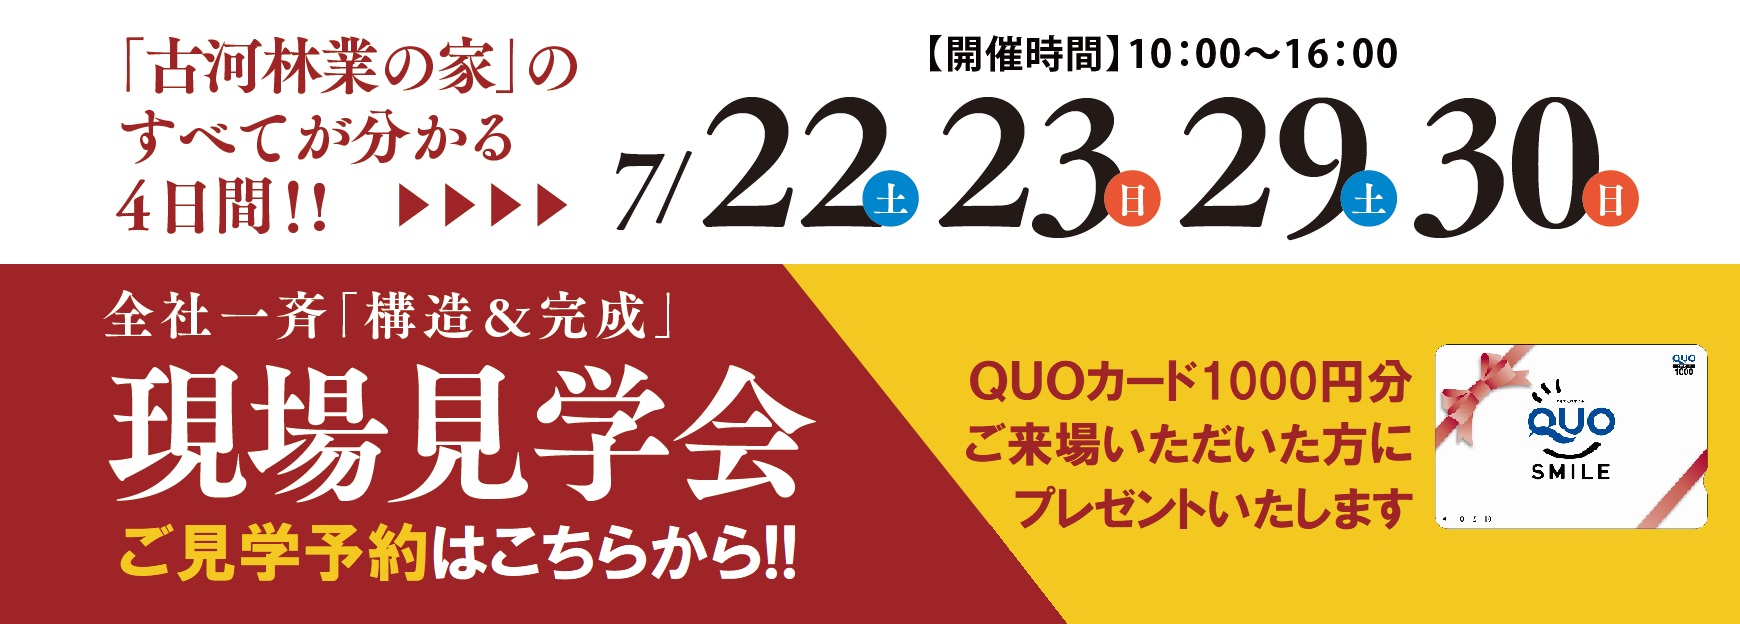 「古河林業の家」の
すべてが分かる
4日間!! ▶▶▶▶
【開催時間】10：00～16：00
7/22土 23日 29土 30日
全社一斉「構造＆完成」
現場見学会
ご見学予約はこちらから!!
QUOカード1000円分
ご来場いただいた方に
プレゼントいたします
QUO
1000
QUO
SMILE